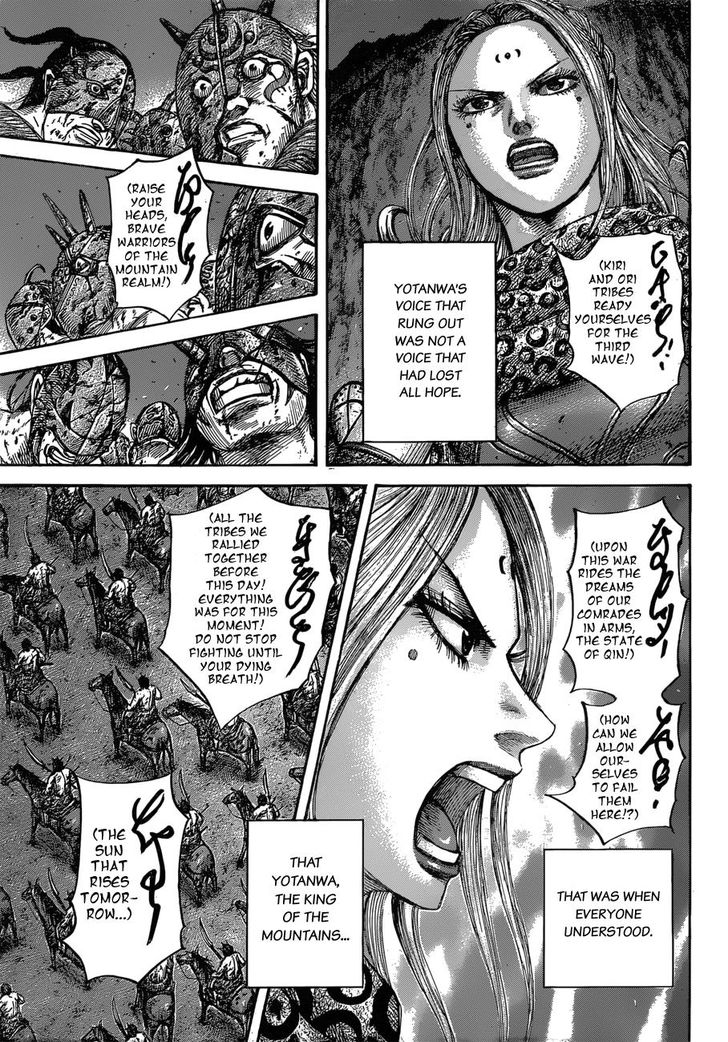 (KIRI
AND ORI
TRIBES
READY
YOURSELVES
FOR THE
THIRD
WAVE!)
YOTANWA'S
VOICE THAT
RUNG OUT
WAS NOT A
VOICE THAT
HAD LOST
ALL HOPE.
(RAISE
YOUR
HEADS,
BRAVE
WARRIORS
OF THE
MOUNTAIN
REALM!)
(UPON
THIS WAR
RIDES THE
DREAMS
OF OUR
COMRADES
IN ARMS,
THE STATE
OF QIN!)
(HOW
CAN WE
ALLOW
OUR-
SELVES
TO FAIL
THEM
HERE!?)
THAT WAS WHEN
EVERYONE
UNDERSTOOD.
(ALL THE
TRIBES WE
RALLIED
TOGETHER
BEFORE
THIS DAY!
EVERYTHING
WAS FOR THIS
MOMENT!
DO NOT STOP
FIGHTING UNTIL
YOUR DYING
BREATH!)
THAT
YOTANWA,
THE KING
OF THE
MOUNTAINS...
(THE
SUN THAT
RISES
TOMOR-
ROW...)